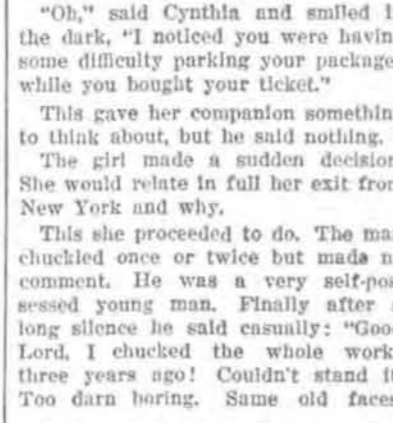 "Oh," said Cynthia and smiled i
the dark, "I noticed you were havin
some difficulty parking your package
while you bought your ticket."
This gave her companion somethin
to think about, but he said nothing.
The girl made a sudden decision
She would relate in full her exit from
New York and why.
This she proceeded to do. The ma
chuckled once or twice but made n
comment. He was a very self-pos
sessed young man. Finally after a
long silence he said casually: "Good
Lord, I chucked the whole work
three years ago! Couldn't stand it
Too darn boring. Same old faces